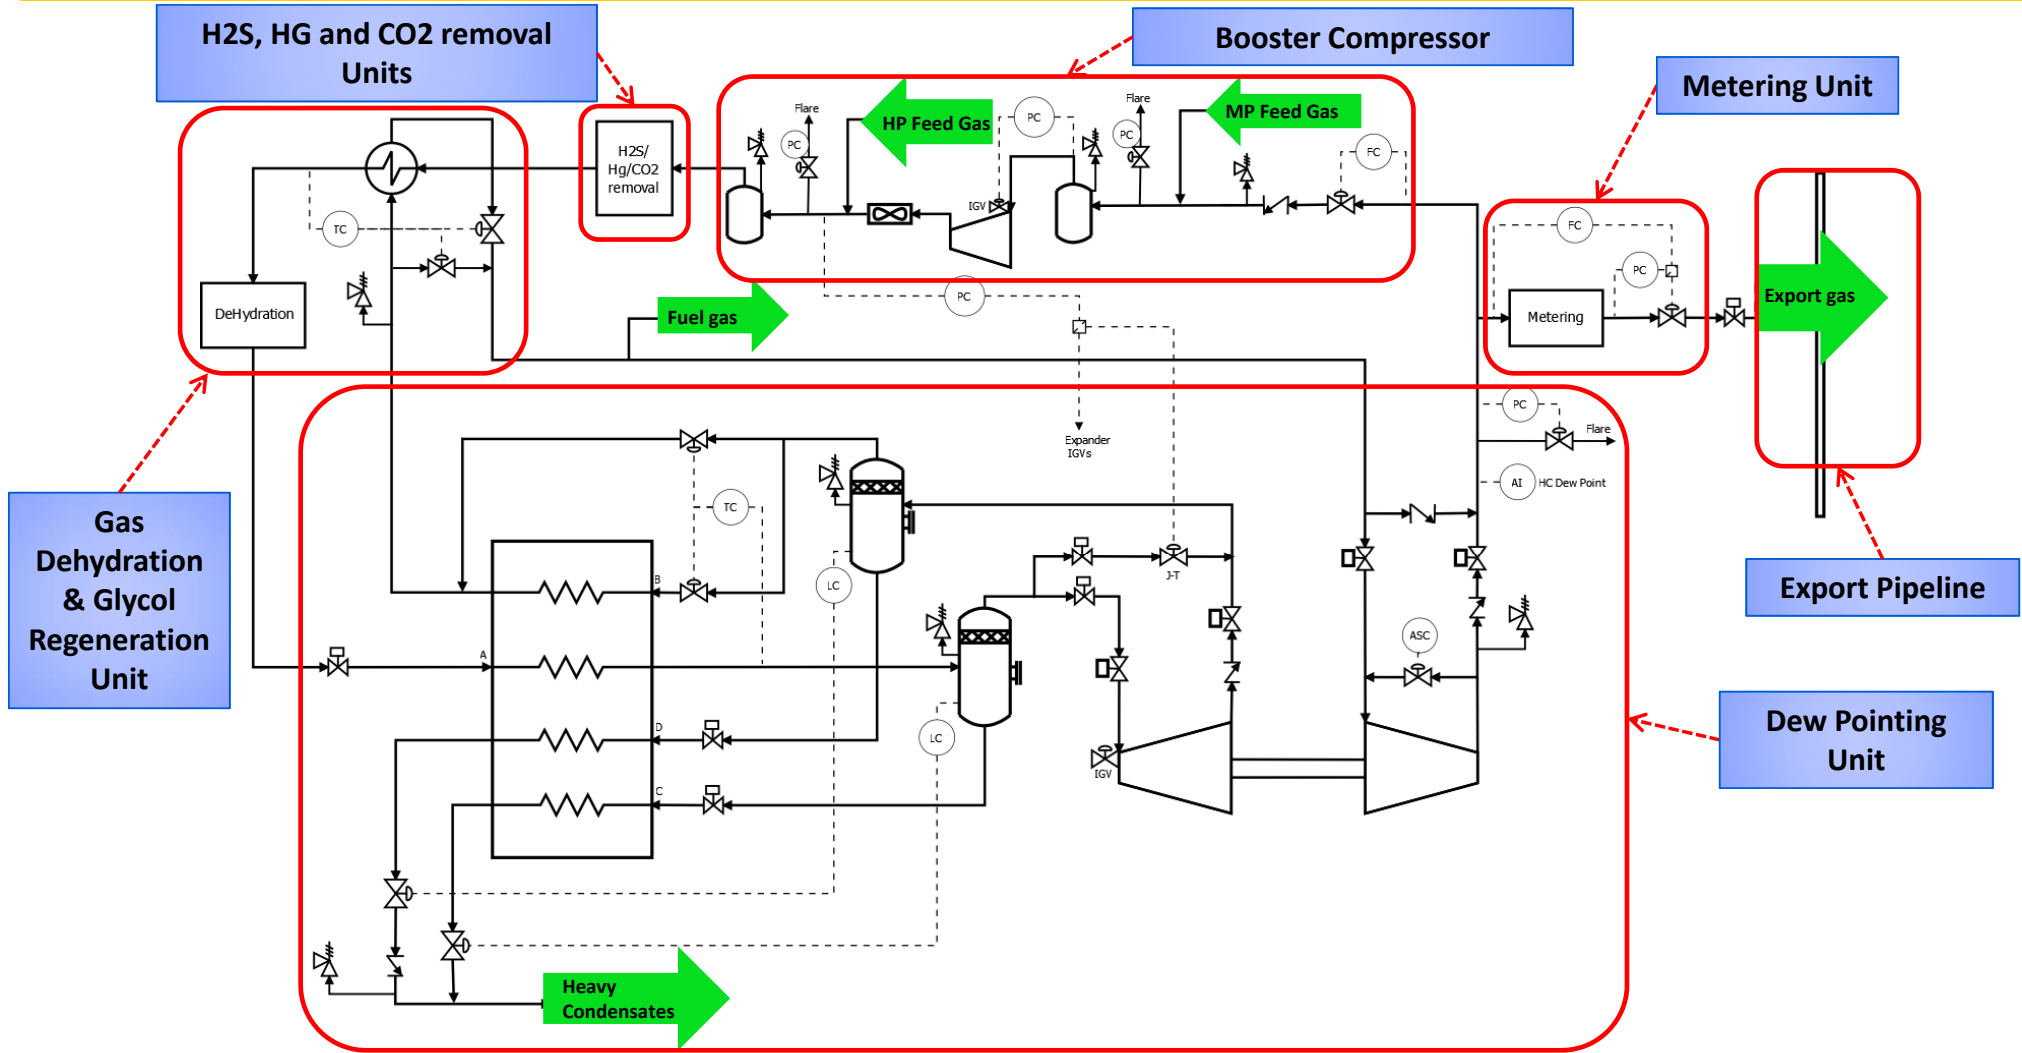 H2S, HG and CO2 removal
Units
Booster Compressor
Metering Unit
Flare
HP Feed Gas
PC
Flare
MP Feed Gas
PC
PC
FC
H2S/
Hg/CO2
removal
IGV
TC
FC
PC
PC
DeHydration
Fuel gas
Metering
Export gas
PC
Flare
Expander
IGVs
AI
HC Dew Point
TC
Gas
Dehydration
& Glycol
Regeneration
Unit
B
LC
J-T
Export Pipeline
A
ASC
D
LC
IGV
C
Dew Pointing
Unit
Heavy
Condensates